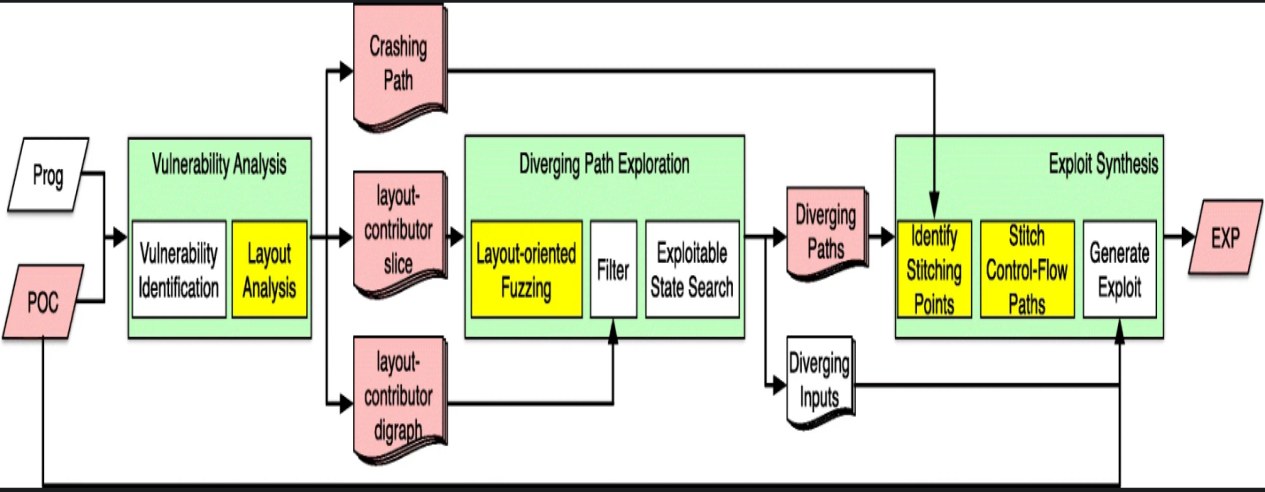 Crashing
Path
Prog
POC
Vulnerability Analysis
Vulnerability
Identification
Layout
Analysis
layout-
contributor
slice
layout-
contributor
digraph
Diverging Path Exploration
Layout-oriented
Fuzzing
Filter
Exploitable
State Search
Diverging
Paths
Diverging
Inputs
Exploit Synthesis
Identify
Stitching
Points
Stitch
Control-Flow
Paths
Generate
Exploit
EXP